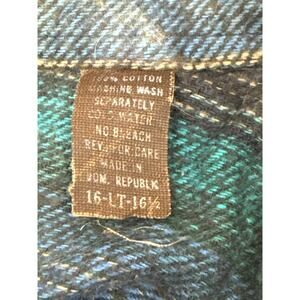 100% COTTON
MACHINE WASH
SEPARATELY
COLD WATER
NO BLEACH
REV. FOR CARE
MADE IN
DOM. REPUBLIC
16-LT-16½